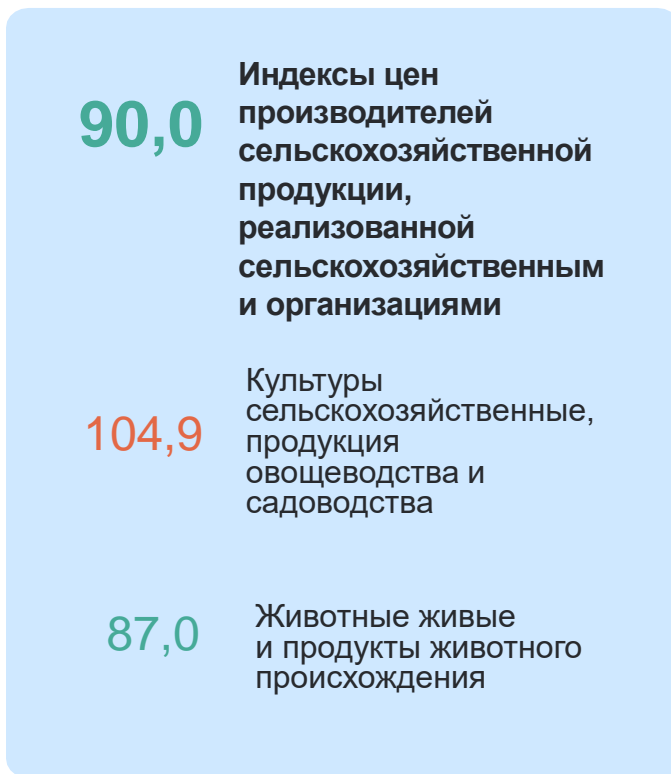 90,0
Индексы цен
производителей
сельскохозяйственной
продукции,
реализованной
сельскохозяйственным
и организациями
104,9
Культуры
сельскохозяйственные,
продукция
овощеводства и
садоводства
87,0
Животные живые
и продукты животного
происхождения